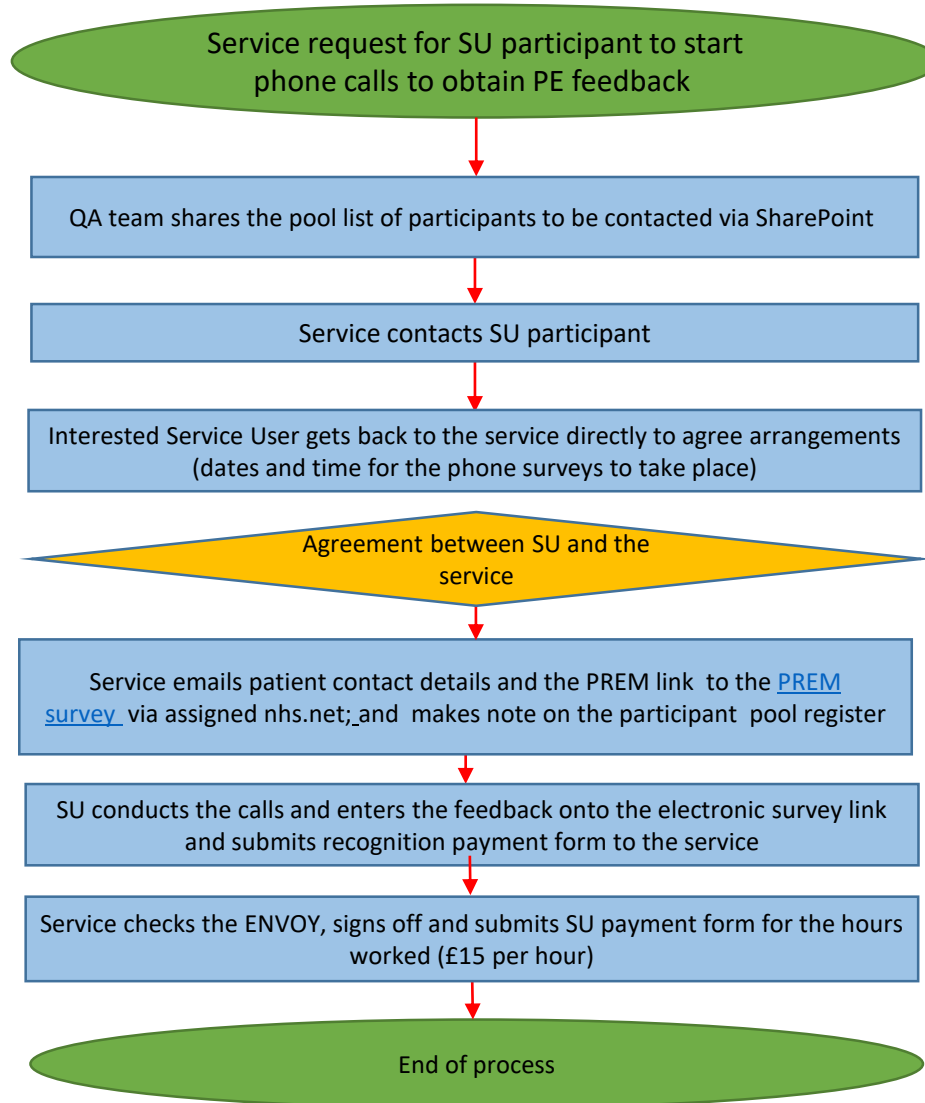 Service request for SU participant to start
phone calls to obtain PE feedback
QA team shares the pool list of participants to be contacted via SharePoint
Service contacts SU participant
Interested Service User gets back to the service directly to agree arrangements
(dates and time for the phone surveys to take place)
Agreement between SU and the
service
Service emails patient contact details and the PREM link to the PREM
survey via assigned nhs.net; and makes note on the participant pool register
SU conducts the calls and enters the feedback onto the electronic survey link
and submits recognition payment form to the service
Service checks the ENVOY, signs off and submits SU payment form for the hours
worked (£15 per hour)
End of process